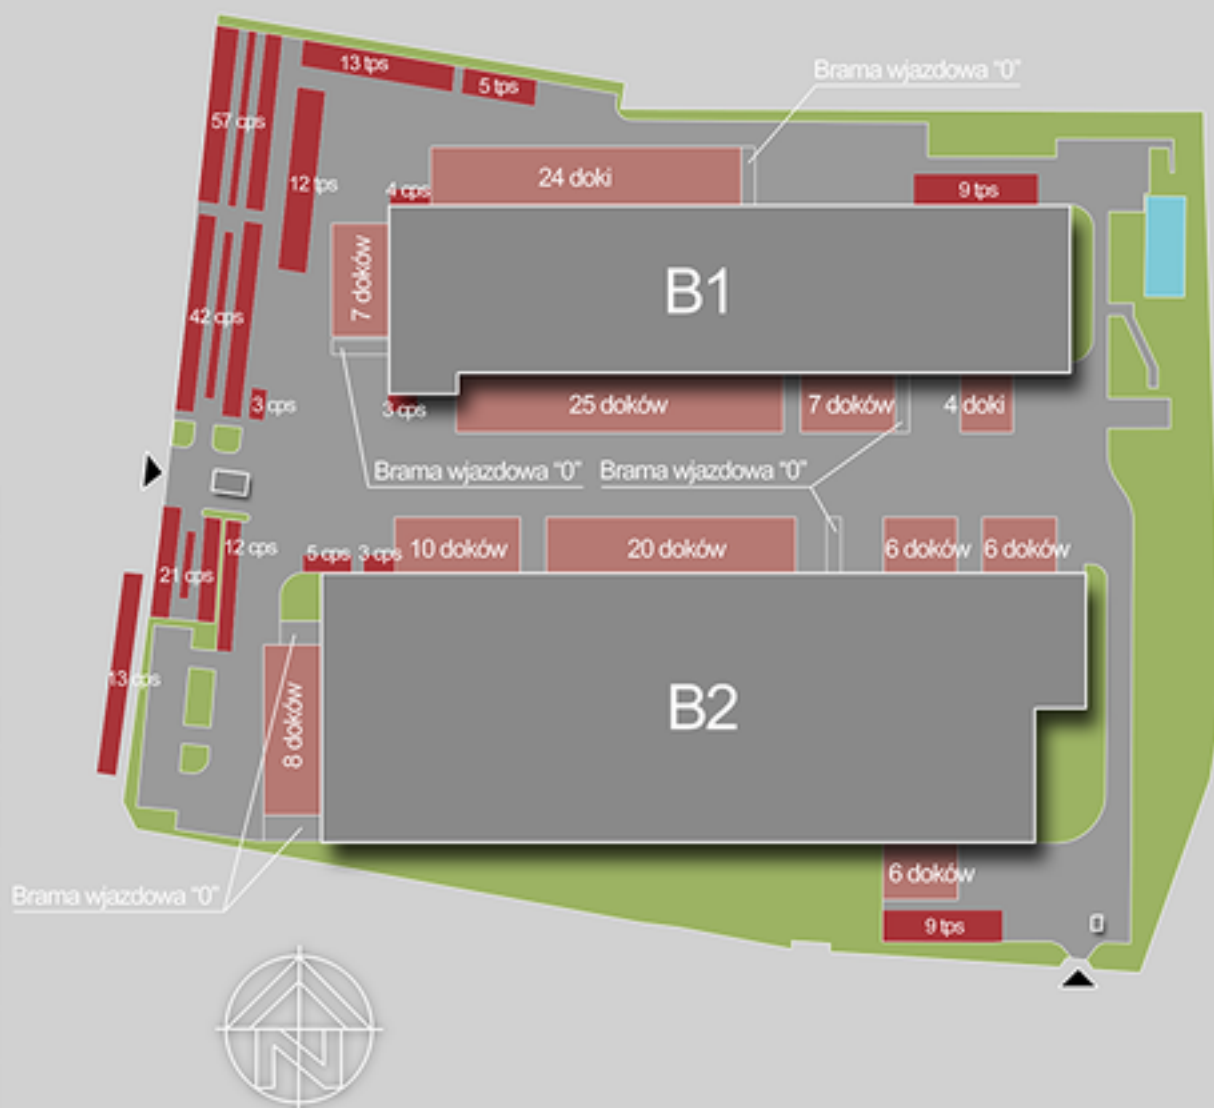 13 tps
5 tps
Brama wjazdowa "0"
57 cps
12 tps
4 cps
24 doki
9 tps
7 doków
B1
42 cps
3 cps
3 cps
25 doków
7 doków
4 doki
Brama wjazdowa "0"
Brama wjazdowa "0"
12 cps
5 cps
3 cps
10 doków
20 doków
6 doków
6 doków
21 cps
13 cps
8 doków
B2
Brama wjazdowa "0"
6 doków
9 tps
N